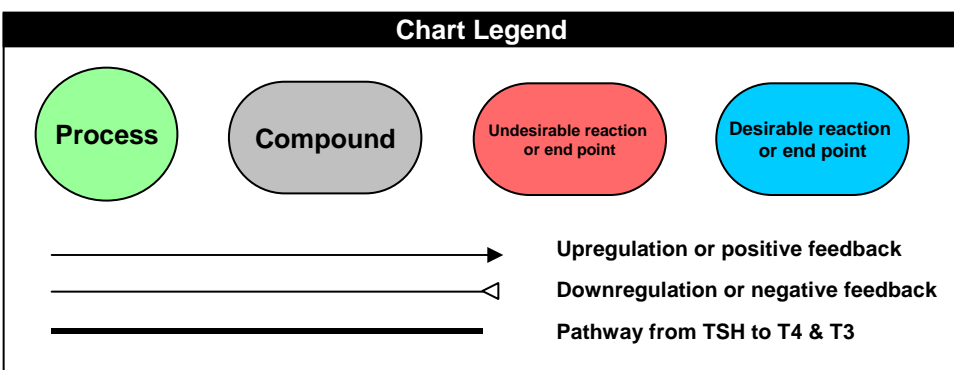 Chart Legend
Process
Compound
Undesirable reaction
or end point
Desirable reaction
or end point
Upregulation or positive feedback
Downregulation or negative feedback
Pathway from TSH to T4 & T3